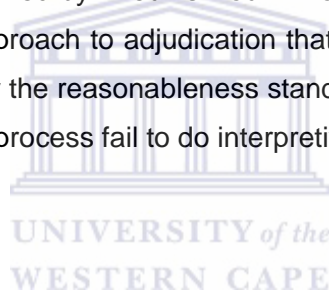 proach to adjudication that
the reasonableness stand
process fail to do interpreti
UNIVERSITY of the
WESTERN CAPE